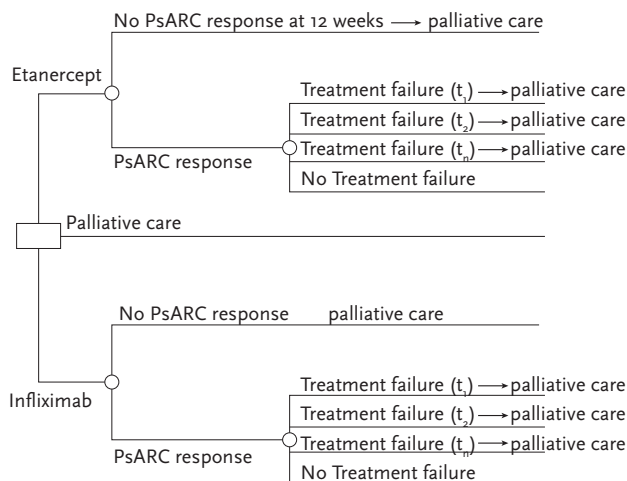 No PsARC response at 12 weeks → palliative care
Etanercept
Treatment failure (t₁) → palliative care
Treatment failure (t₂) → palliative care
Treatment failure (tₙ) → palliative care
PsARC response
No Treatment failure
Palliative care
No PsARC response palliative care
Treatment failure (t₁) → palliative care
Infliximab
Treatment failure (t₂) → palliative care
Treatment failure (tₙ) → palliative care
PsARC response
No Treatment failure